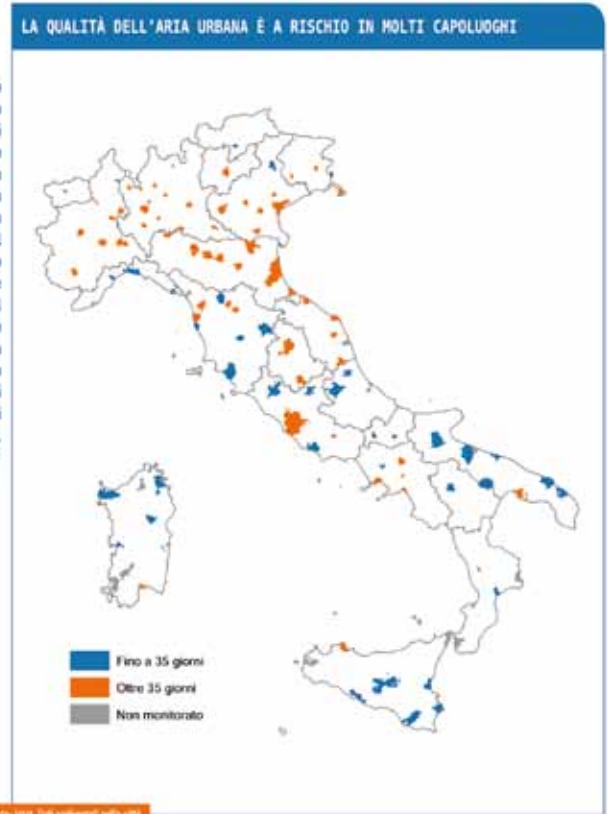 LA QUALITÀ DELL'ARIA URBANA È A RISCHIO IN MOLTI CAPOLUOGHI
Fino a 35 giorni
Oltre 35 giorni
Non monitorato